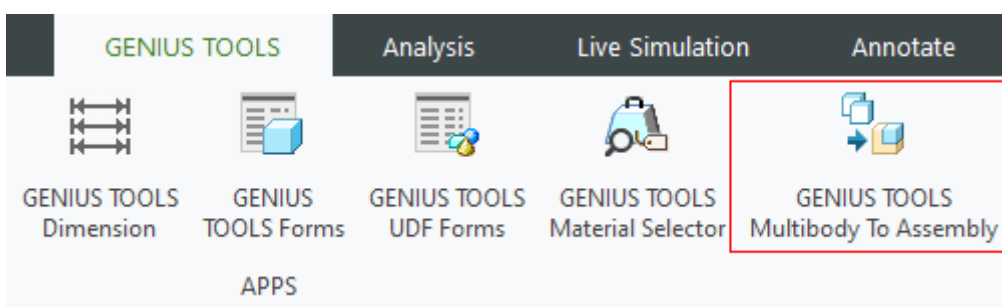 GENIUS TOOLS Analysis Live Simulation Annotate
GENIUS TOOLS GENIUS GENIUS TOOLS GENIUS TOOLS GENIUS TOOLS
Dimension TOOLS Forms UDF Forms Material Selector Multibody To Assembly
APPS